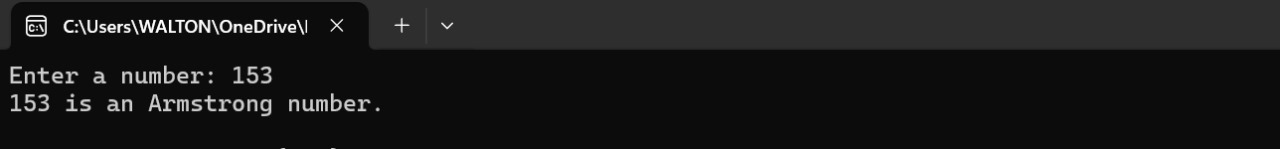 C:\Users\WALTON\OneDrive\
Enter a number: 153
153 is an Armstrong number.